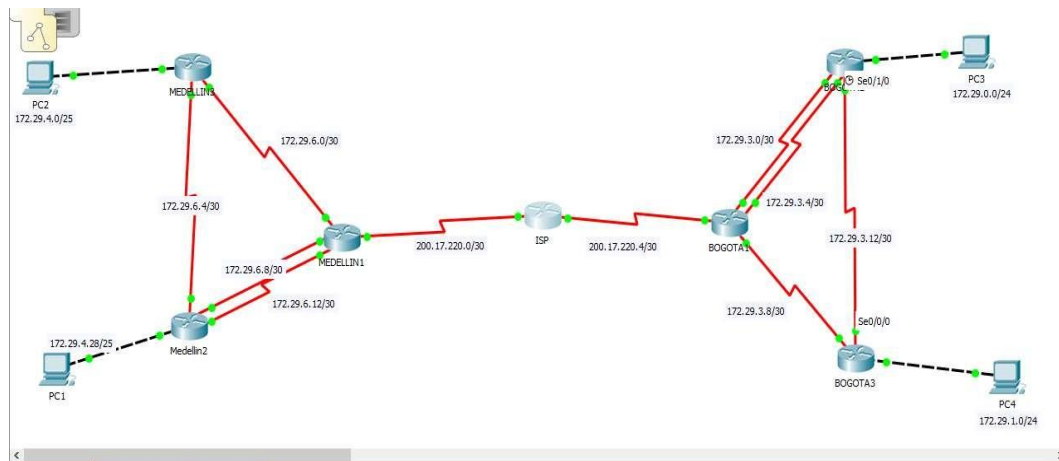 PC2
172.29.4.0/25
MEDELLIN3
172.29.6.0/30
172.29.6.4/30
MEDELLIN1
172.29.6.8/30
172.29.6.12/30
Medellin2
172.29.4.28/25
PC1
200.17.220.0/30
ISP
200.17.220.4/30
BOGOTA1
172.29.3.0/30
172.29.3.4/30
Se0/1/0
PC3
172.29.0.0/24
172.29.3.12/30
172.29.3.8/30
Se0/0/0
BOGOTA3
PC4
172.29.1.0/24